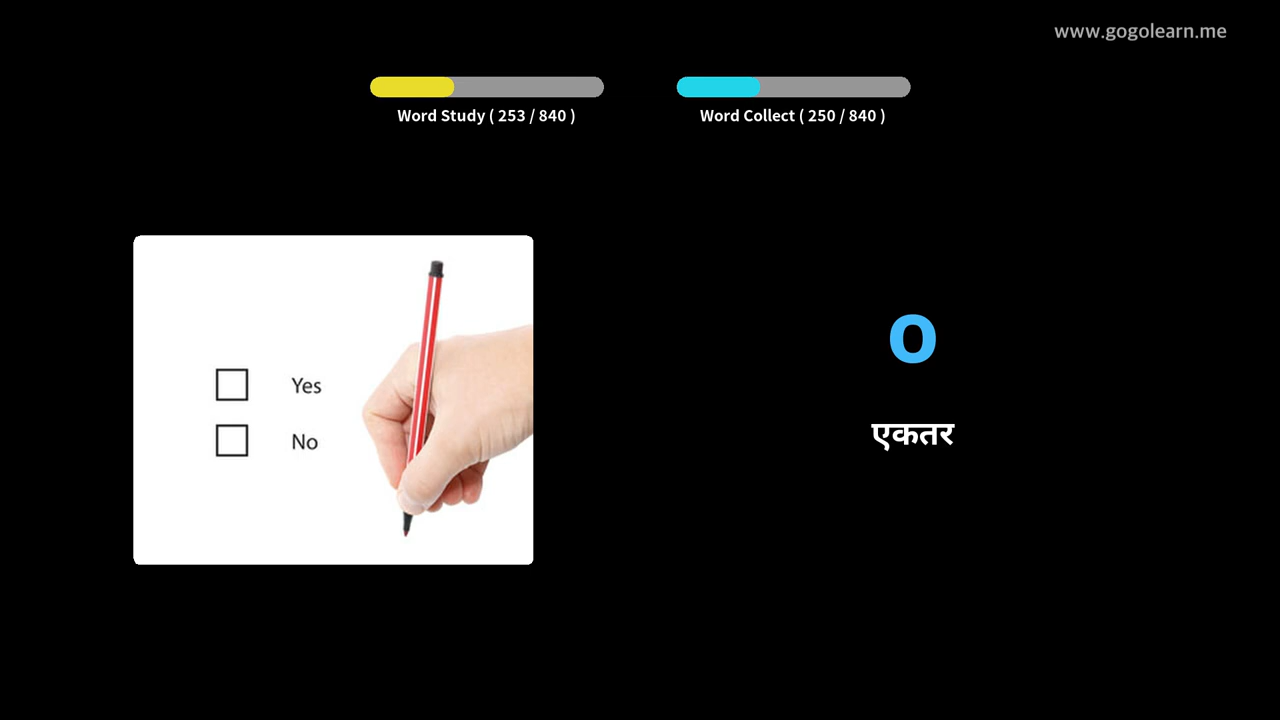 www.gogolearn.me
Word Study ( 253 / 840 )
Word Collect ( 250 / 840 )
Yes
No
o
एकतर